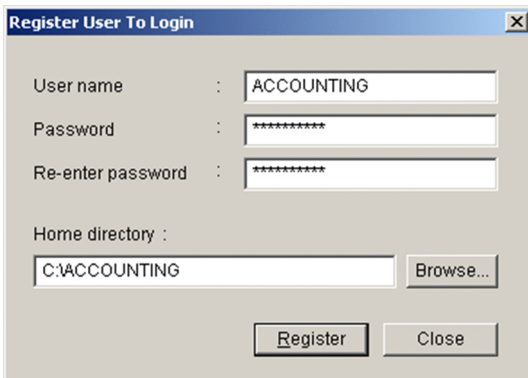 Register User To Login
User name : ACCOUNTING
Password : **********
Re-enter password : **********
Home directory :
C:\ACCOUNTING Browse...
Register Close